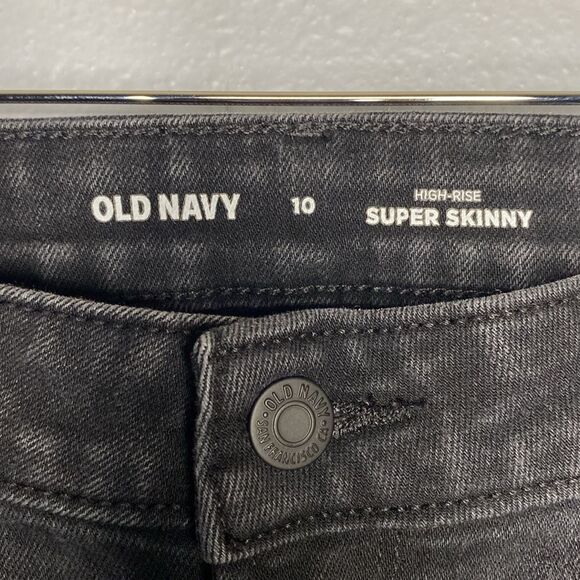 OLD NAVY 10 HIGH-RISE
SUPER SKINNY
·OLD NAVY·
SAN FRANCISCO CA